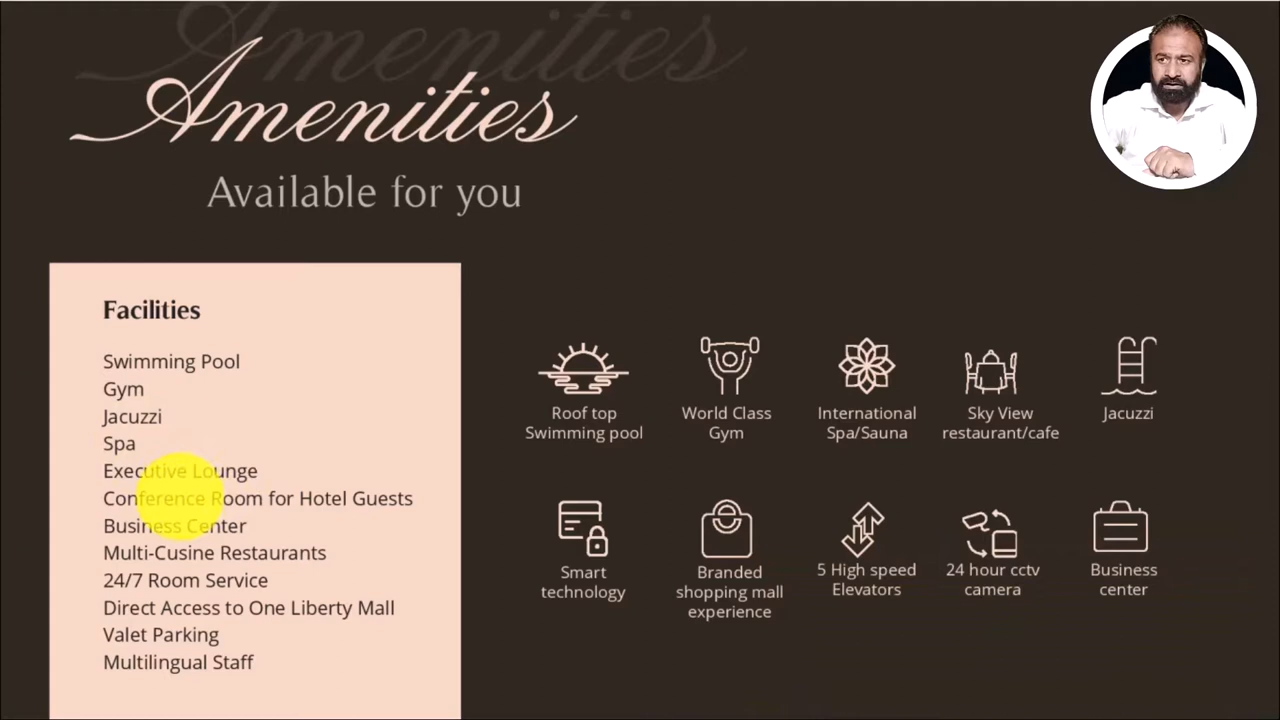 Amenities
Amenities
Available for you
Facilities
Swimming Pool
Gym
Jacuzzi
Spa
Executive Lounge
Conference Room for Hotel Guests
Business Center
Multi-Cusine Restaurants
24/7 Room Service
Direct Access to One Liberty Mall
Valet Parking
Multilingual Staff
Roof top
Swimming pool
World Class
Gym
International
Spa/Sauna
Sky View
restaurant/cafe
Jacuzzi
Smart
technology
Branded
shopping mall
experience
5 High speed
Elevators
24 hour cctv
camera
Business
center